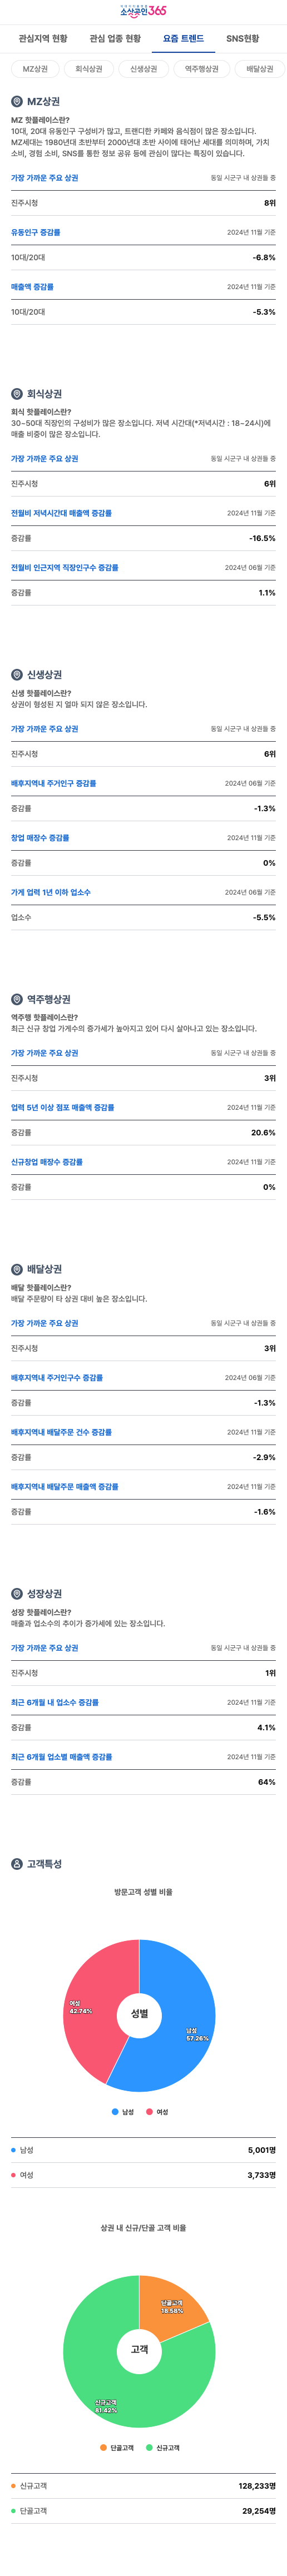 소상공인365
관심지역 현황
관심 업종 현황
요즘 트렌드
SNS현황
MZ상권
회식상권
신생상권
역주행상권
배달상권
MZ상권
MZ 핫플레이스란?
10대, 20대 유동인구 구성비가 많고, 트렌디한 카페와 음식점이 많은 장소입니다.
MZ세대는 1980년대 초반부터 2000년대 초반 사이에 태어난 세대를 의미하며, 가치
소비, 경험 소비, SNS를 통한 정보 공유 등에 관심이 많다는 특징이 있습니다.
가장 가까운 주요 상권 동일 시군구 내 상권들 중
진주시청 8위
유동인구 증감률 2024년 11월 기준
10대/20대 -6.8%
매출액 증감률 2024년 11월 기준
10대/20대 -5.3%
회식상권
회식 핫플레이스란?
30~50대 직장인의 구성비가 많은 장소입니다. 저녁 시간대(*저녁시간 : 18~24시)에
매출 비중이 많은 장소입니다.
가장 가까운 주요 상권 동일 시군구 내 상권들 중
진주시청 6위
전월비 저녁시간대 매출액 증감률 2024년 11월 기준
증감률 -16.5%
전월비 인근지역 직장인구수 증감률 2024년 06월 기준
증감률 1.1%
신생상권
신생 핫플레이스란?
상권이 형성된 지 얼마 되지 않은 장소입니다.
가장 가까운 주요 상권 동일 시군구 내 상권들 중
진주시청 6위
배후지역내 주거인구 증감률 2024년 06월 기준
증감률 -1.3%
창업 매장수 증감률 2024년 11월 기준
증감률 0%
가게 업력 1년 이하 업소수 2024년 06월 기준
업소수 -5.5%
역주행상권
역주행 핫플레이스란?
최근 신규 창업 가게수의 증가세가 높아지고 있어 다시 살아나고 있는 장소입니다.
가장 가까운 주요 상권 동일 시군구 내 상권들 중
진주시청 3위
업력 5년 이상 점포 매출액 증감률 2024년 11월 기준
증감률 20.6%
신규창업 매장수 증감률 2024년 11월 기준
증감률 0%
배달상권
배달 핫플레이스란?
배달 주문량이 타 상권 대비 높은 장소입니다.
가장 가까운 주요 상권 동일 시군구 내 상권들 중
진주시청 3위
배후지역내 주거인구수 증감률 2024년 06월 기준
증감률 -1.3%
배후지역내 배달주문 건수 증감률 2024년 11월 기준
증감률 -2.9%
배후지역내 배달주문 매출액 증감률 2024년 11월 기준
증감률 -1.6%
성장상권
성장 핫플레이스란?
매출과 업소수의 추이가 증가세에 있는 장소입니다.
가장 가까운 주요 상권 동일 시군구 내 상권들 중
진주시청 1위
최근 6개월 내 업소수 증감률 2024년 11월 기준
증감률 4.1%
최근 6개월 업소별 매출액 증감률 2024년 11월 기준
증감률 64%
고객특성
방문고객 성별 비율
여성
42.74%
성별
남성
57.26%
남성 여성
남성 5,001명
여성 3,733명
상권 내 신규/단골 고객 비율
단골고객
18.58%
고객
신규고객
81.42%
단골고객 신규고객
신규고객 128,233명
단골고객 29,254명